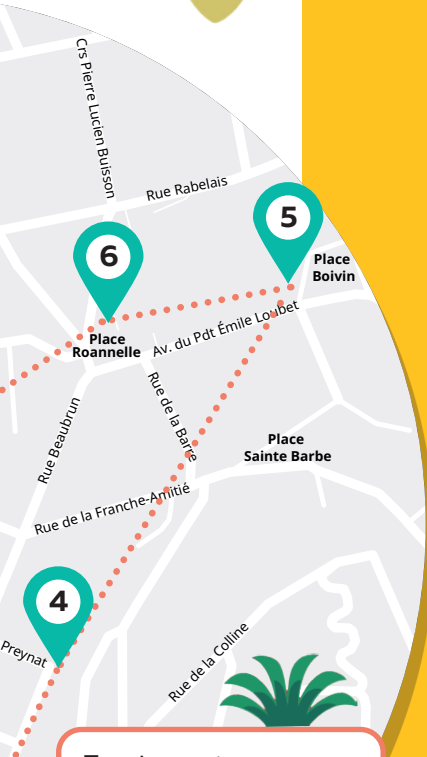 Crs Pierre Lucien Buisson
Rue Rabelais
5
Place
Boivin
6
Place
Roannelle
Av. du Pdt Émile Loubet
Rue de la Barre
Rue Beaubrun
Place
Sainte Barbe
Rue de la Franche-Amitié
4
Preynat
Rue de la Colline